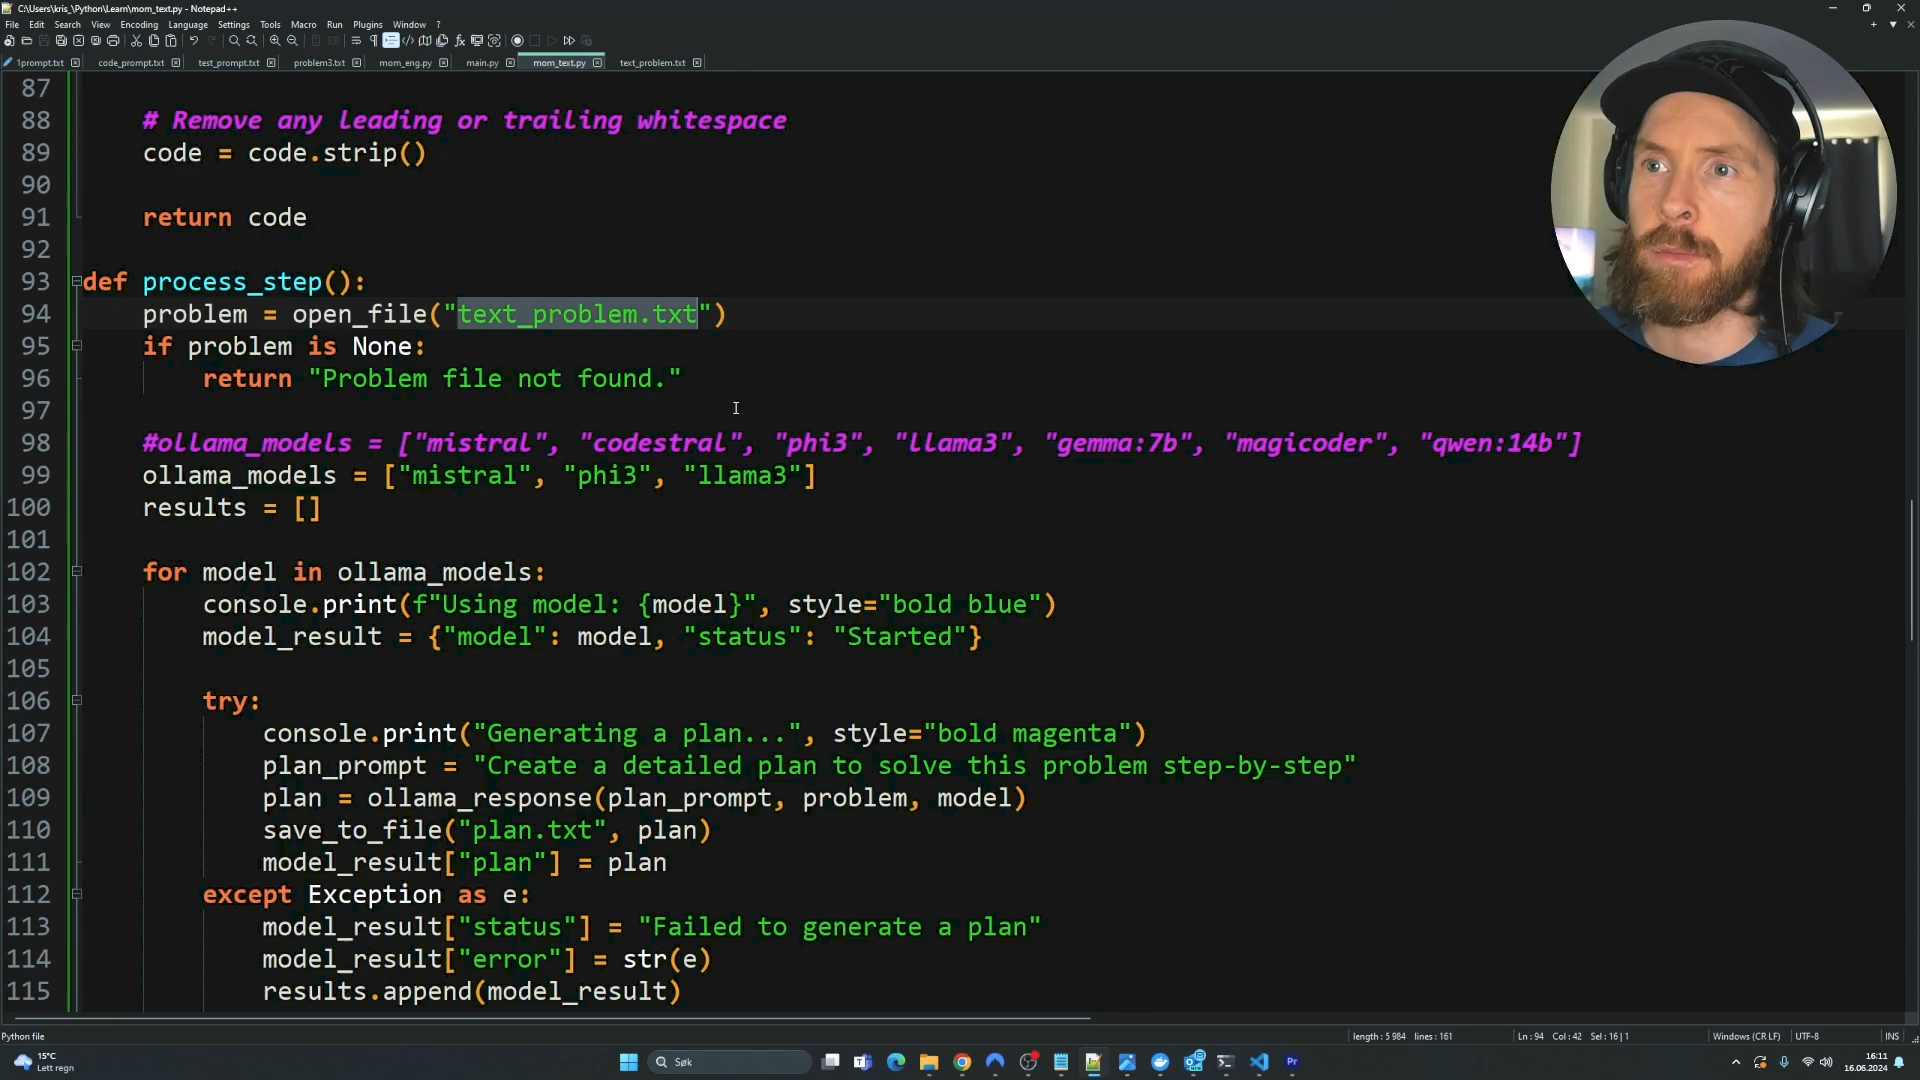 C:\Users\kris_\Python\Learn\mom_text.py - Notepad++
File Edit Search View Encoding Language Settings Tools Macro Run Plugins Window ?
1prompt.txt code_prompt.txt test_prompt.txt problem3.txt mom_eng.py main.py mom_text.py text_problem.txt
87
88 # Remove any leading or trailing whitespace
89 code = code.strip()
90
91 return code
92
93 def process_step():
94 problem = open_file("text_problem.txt")
95 if problem is None:
96 return "Problem file not found."
97
98 #ollama_models = ["mistral", "codestral", "phi3", "llama3", "gemma:7b", "magicoder", "qwen:14b"]
99 ollama_models = ["mistral", "phi3", "llama3"]
100 results = []
101
102 for model in ollama_models:
103 console.print(f"Using model: {model}", style="bold blue")
104 model_result = {"model": model, "status": "Started"}
105
106 try:
107 console.print("Generating a plan...", style="bold magenta")
108 plan_prompt = "Create a detailed plan to solve this problem step-by-step"
109 plan = ollama_response(plan_prompt, problem, model)
110 save_to_file("plan.txt", plan)
111 model_result["plan"] = plan
112 except Exception as e:
113 model_result["status"] = "Failed to generate a plan"
114 model_result["error"] = str(e)
115 results.append(model_result)
Python file length : 5 984 lines : 161 Ln : 94 Col : 42 Sel : 16 | 1 Windows (CR LF) UTF-8 INS
15°C
Lett regn
Søk
16:11
16.06.2024